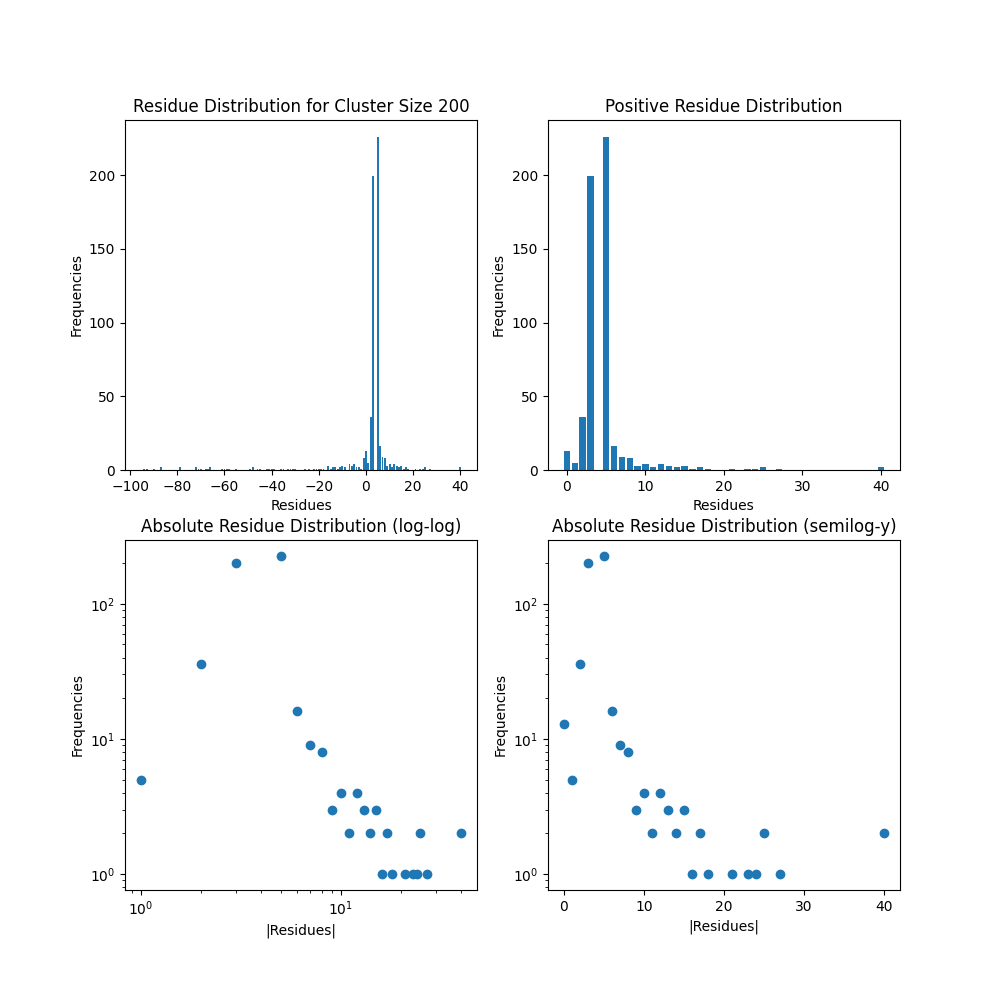 Residue Distribution for Cluster Size 200
Frequencies
200
150
100
50
0
−100 −80 −60 −40 −20 0 20 40
Residues
Positive Residue Distribution
Frequencies
200
150
100
50
0
0 10 20 30 40
Residues
Absolute Residue Distribution (log-log)
Frequencies
10²
10¹
10⁰
10⁰ 10¹
|Residues|
Absolute Residue Distribution (semilog-y)
Frequencies
10²
10¹
10⁰
0 10 20 30 40
|Residues|